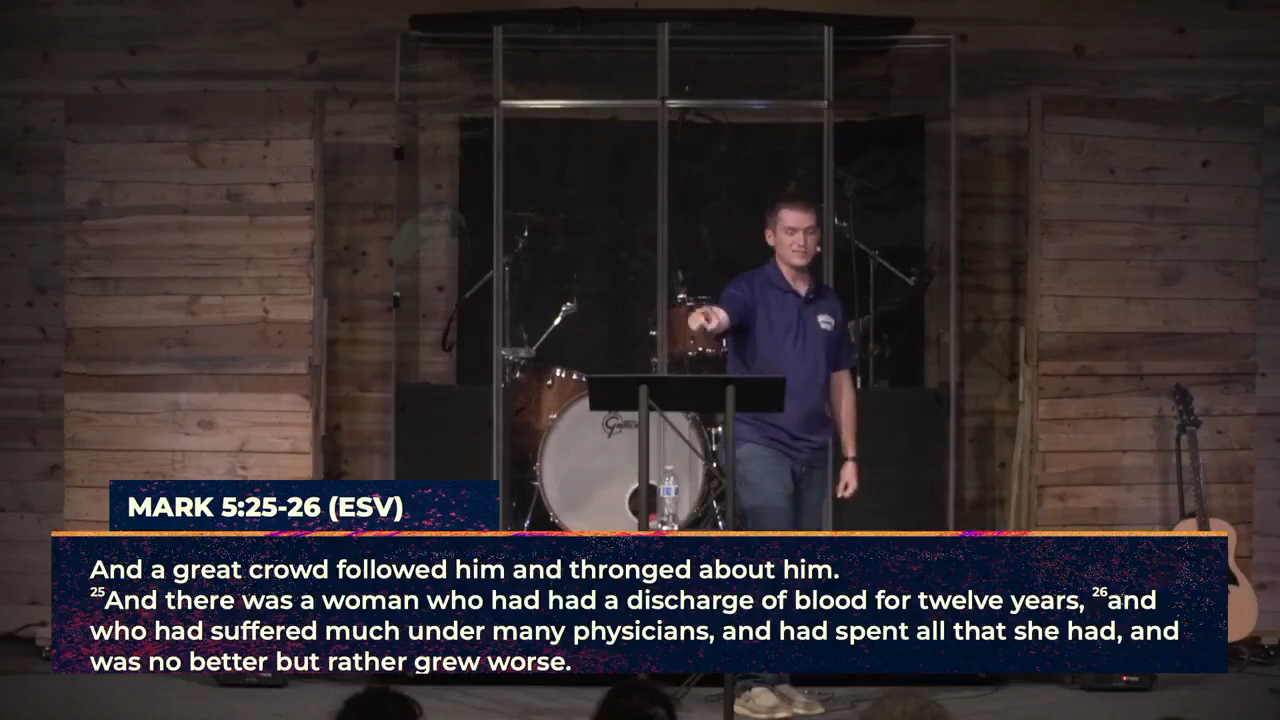 Gretsch
MARK 5:25-26 (ESV)
And a great crowd followed him and thronged about him.
25And there was a woman who had had a discharge of blood for twelve years, 26and
who had suffered much under many physicians, and had spent all that she had, and
was no better but rather grew worse.